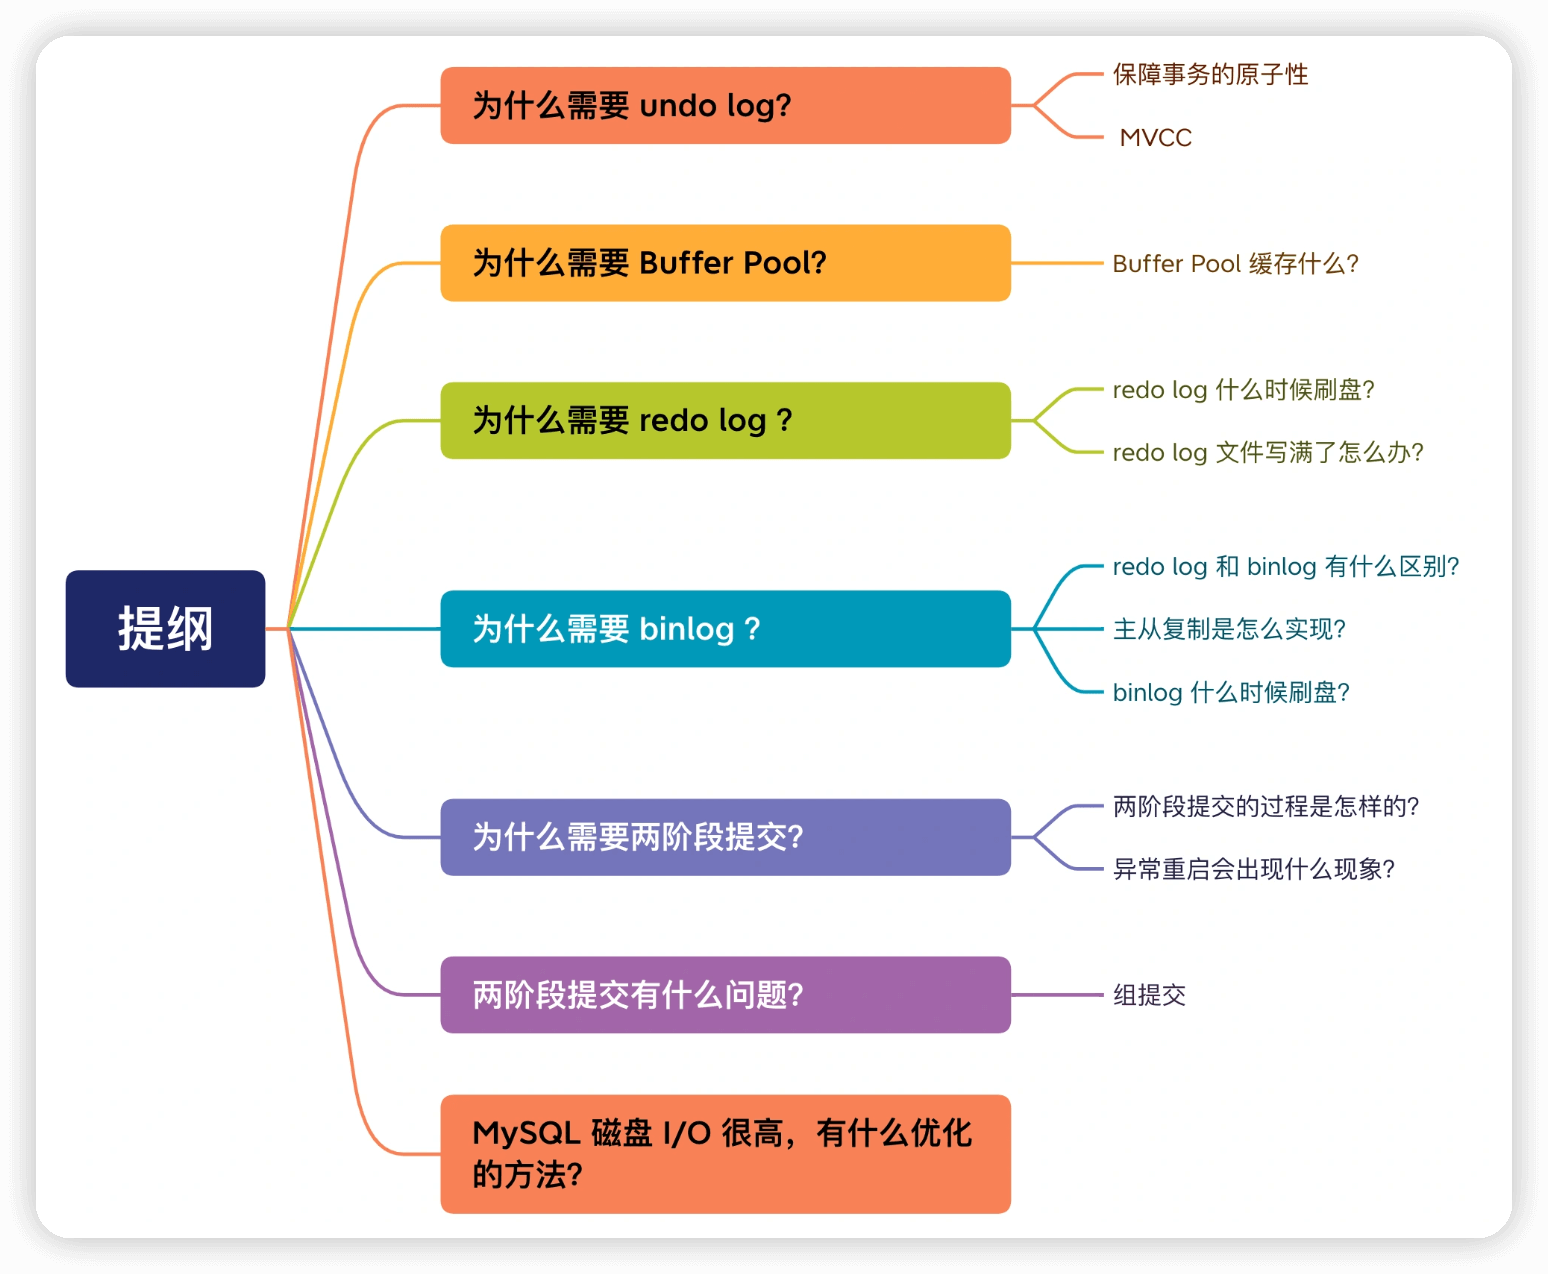 提纲
为什么需要 undo log?
保障事务的原子性
MVCC
为什么需要 Buffer Pool?
Buffer Pool 缓存什么?
为什么需要 redo log ?
redo log 什么时候刷盘?
redo log 文件写满了怎么办?
为什么需要 binlog ?
redo log 和 binlog 有什么区别?
主从复制是怎么实现?
binlog 什么时候刷盘?
为什么需要两阶段提交?
两阶段提交的过程是怎样的?
异常重启会出现什么现象?
两阶段提交有什么问题?
组提交
MySQL 磁盘 I/O 很高，有什么优化
的方法?